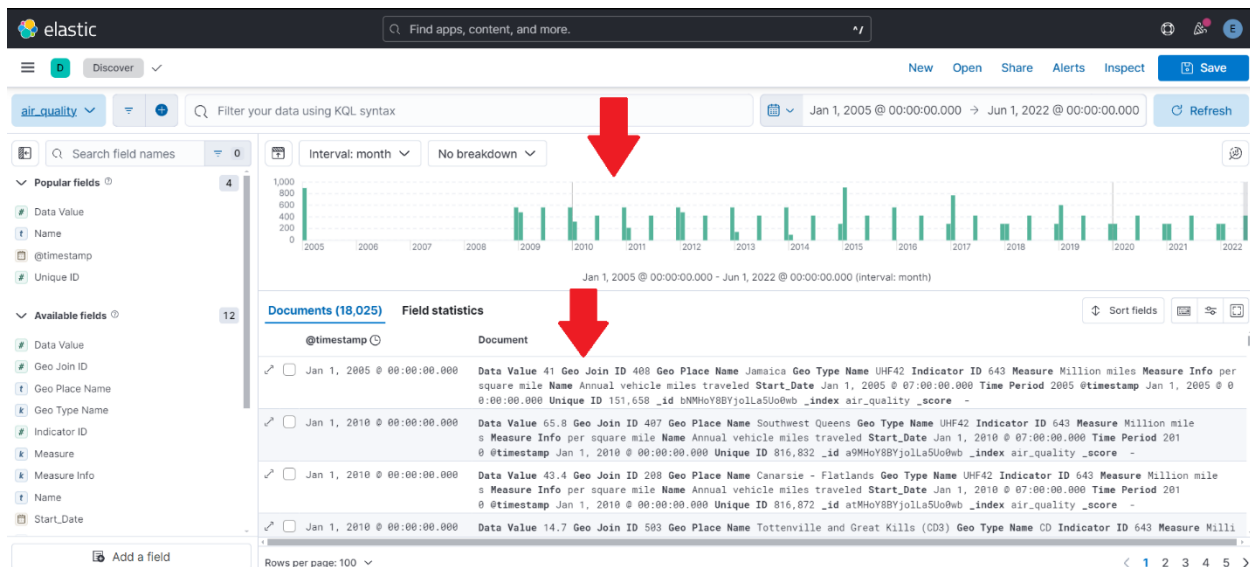 elastic
Find apps, content, and more.
^/
E
D
Discover
New Open Share Alerts Inspect Save
air_quality
Filter your data using KQL syntax
Jan 1, 2005 @ 00:00:00.000 → Jun 1, 2022 @ 00:00:00.000
Refresh
Search field names
0
Interval: month
No breakdown
Popular fields 4
Data Value
Name
@timestamp
Unique ID
Available fields 12
Data Value
Geo Join ID
Geo Place Name
Geo Type Name
Indicator ID
Measure
Measure Info
Name
Start_Date
Add a field
1,000
800
600
400
200
0
2005 2006 2007 2008 2009 2010 2011 2012 2013 2014 2015 2016 2017 2018 2019 2020 2021 2022
Jan 1, 2005 @ 00:00:00.000 - Jun 1, 2022 @ 00:00:00.000 (interval: month)
Documents (18,025) Field statistics
Sort fields
@timestamp Document
Jan 1, 2005 @ 00:00:00.000 Data Value 41 Geo Join ID 408 Geo Place Name Jamaica Geo Type Name UHF42 Indicator ID 643 Measure Million miles Measure Info per
square mile Name Annual vehicle miles traveled Start_Date Jan 1, 2005 @ 07:00:00.000 Time Period 2005 @timestamp Jan 1, 2005 @ 0
0:00:00.000 Unique ID 151,658 _id bNMHoY8BYjolLa5Uo0wb _index air_quality _score -
Jan 1, 2010 @ 00:00:00.000 Data Value 65.8 Geo Join ID 407 Geo Place Name Southwest Queens Geo Type Name UHF42 Indicator ID 643 Measure Million mile
s Measure Info per square mile Name Annual vehicle miles traveled Start_Date Jan 1, 2010 @ 07:00:00.000 Time Period 201
0 @timestamp Jan 1, 2010 @ 00:00:00.000 Unique ID 816,832 _id a9MHoY8BYjolLa5Uo0wb _index air_quality _score -
Jan 1, 2010 @ 00:00:00.000 Data Value 43.4 Geo Join ID 208 Geo Place Name Canarsie - Flatlands Geo Type Name UHF42 Indicator ID 643 Measure Million mile
s Measure Info per square mile Name Annual vehicle miles traveled Start_Date Jan 1, 2010 @ 07:00:00.000 Time Period 201
0 @timestamp Jan 1, 2010 @ 00:00:00.000 Unique ID 816,872 _id atMHoY8BYjolLa5Uo0wb _index air_quality _score -
Jan 1, 2010 @ 00:00:00.000 Data Value 14.7 Geo Join ID 503 Geo Place Name Tottenville and Great Kills (CD3) Geo Type Name CD Indicator ID 643 Measure Milli
Rows per page: 100
1 2 3 4 5